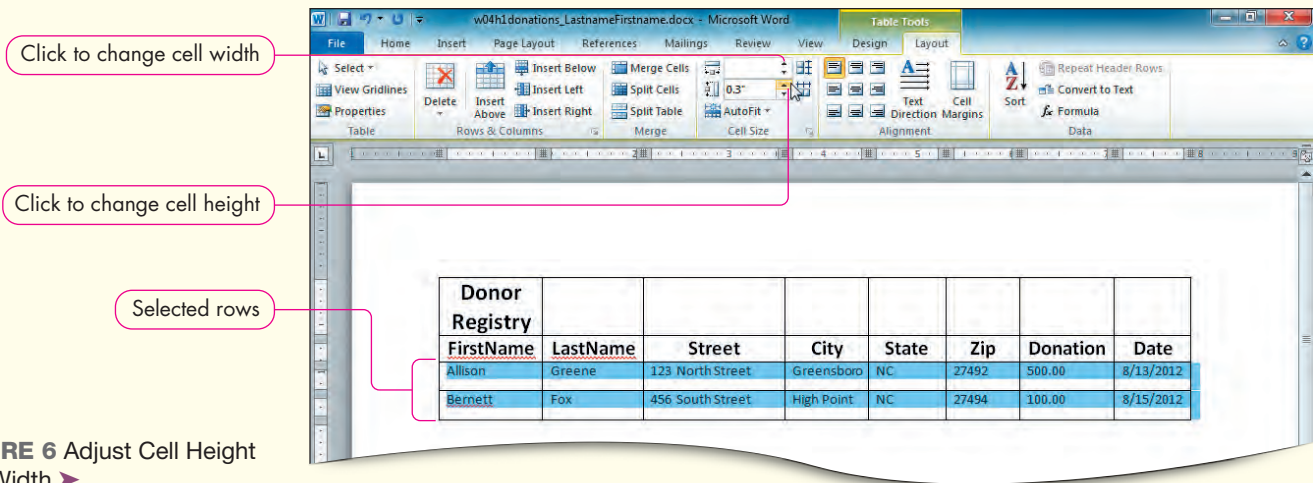 w04h1donations_LastnameFirstname.docx - Microsoft Word
Table Tools
File Home Insert Page Layout References Mailings Review View Design Layout
Click to change cell width
Select
View Gridlines
Properties
Table
Delete
Insert Above
Insert Below
Insert Left
Insert Right
Rows & Columns
Merge Cells
Split Cells
Split Table
Merge
0.3"
AutoFit
Cell Size
Text Direction
Cell Margins
Alignment
Sort
Repeat Header Rows
Convert to Text
Formula
Data
Click to change cell height
Selected rows
Donor
Registry
FirstName LastName Street City State Zip Donation Date
Allison Greene 123 North Street Greensboro NC 27492 500.00 8/13/2012
Bernett Fox 456 South Street High Point NC 27494 100.00 8/15/2012
RE 6 Adjust Cell Height